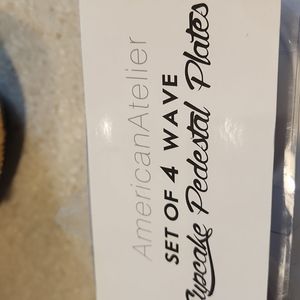 AmericanAtelier
SET OF 4 WAVE
Cupcake Pedestal Plates